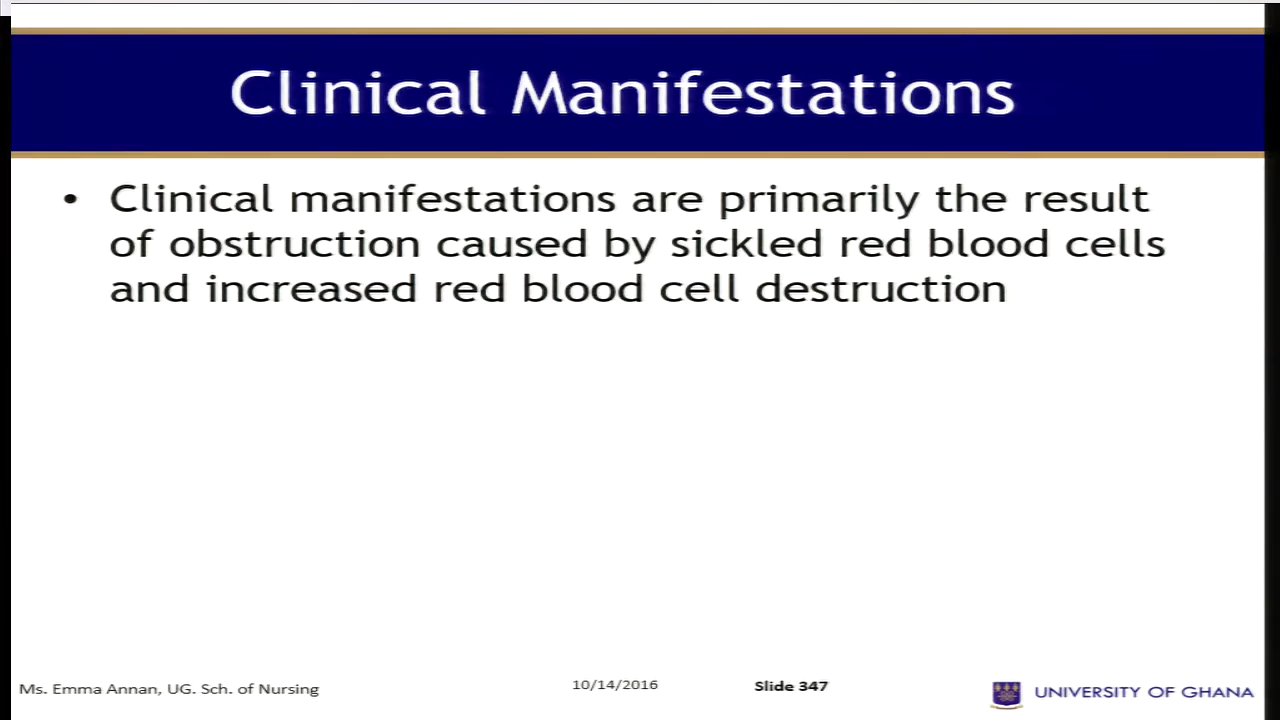 Clinical Manifestations
• Clinical manifestations are primarily the result
of obstruction caused by sickled red blood cells
and increased red blood cell destruction
Ms. Emma Annan, UG. Sch. of Nursing
10/14/2016
Slide 347
UNIVERSITY OF GHANA